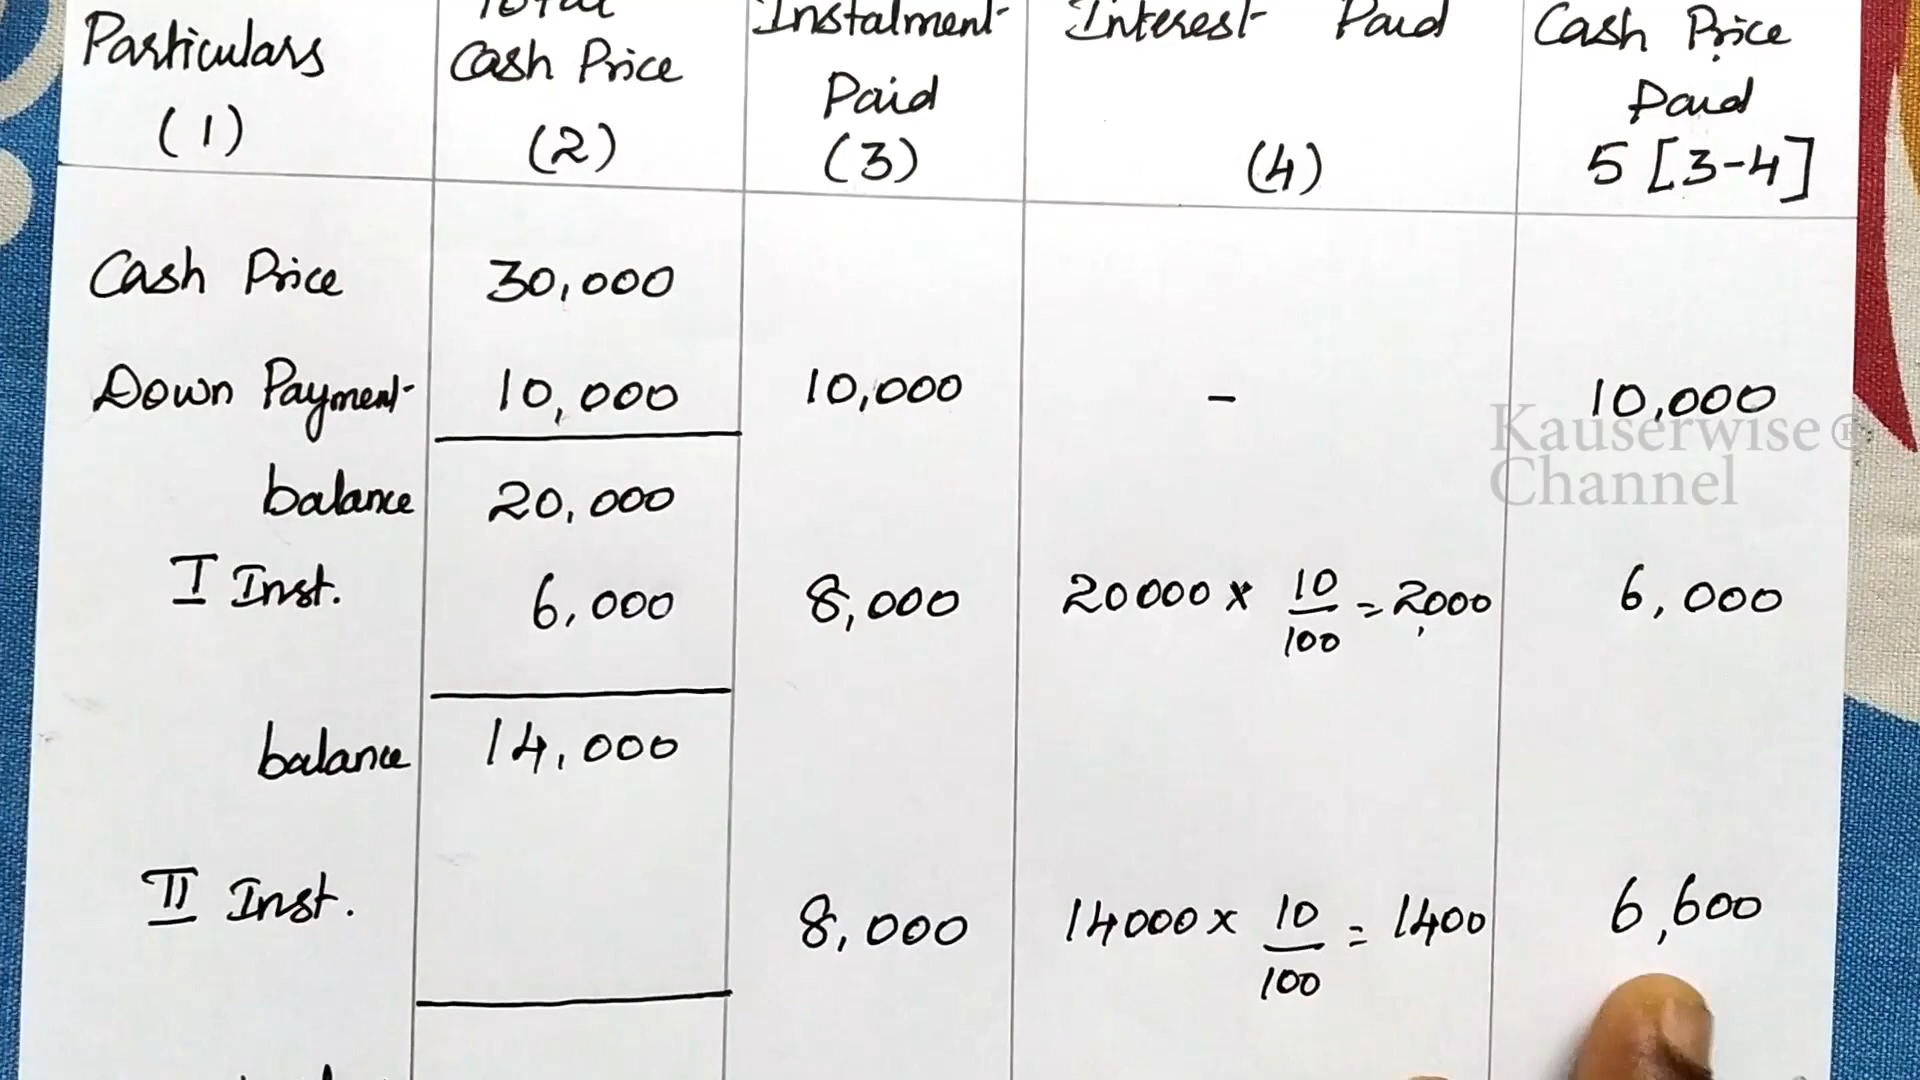 Particulars
(1)
Total
Cash Price
(2)
Instalment
Paid
(3)
Interest Paid
(4)
Cash Price
Paid
5 [3-4]
Cash Price 30,000
Down Payment 10,000 10,000 - 10,000
Kauserwise®
Channel
balance 20,000
I Inst. 6,000 8,000 20000 x 10/100 = 2,000 6,000
balance 14,000
II Inst. 8,000 14000 x 10/100 = 1400 6,600